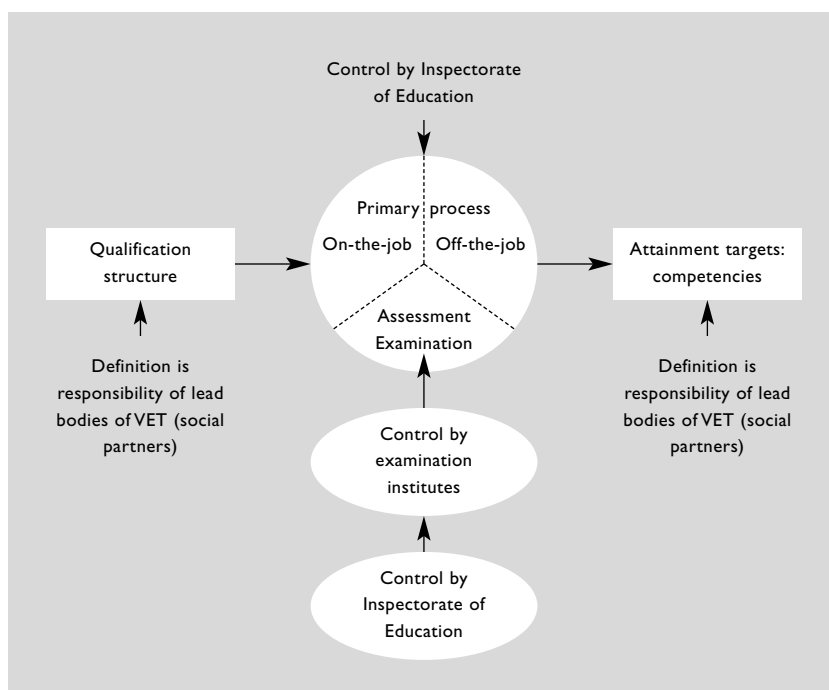 Control by Inspectorate
of Education
Primary process
On-the-job
Off-the-job
Assessment
Examination
Qualification
structure
Attainment targets:
competencies
Definition is
responsibility of lead
bodies of VET (social
partners)
Definition is
responsibility of lead
bodies of VET (social
partners)
Control by
examination
institutes
Control by
Inspectorate of
Education